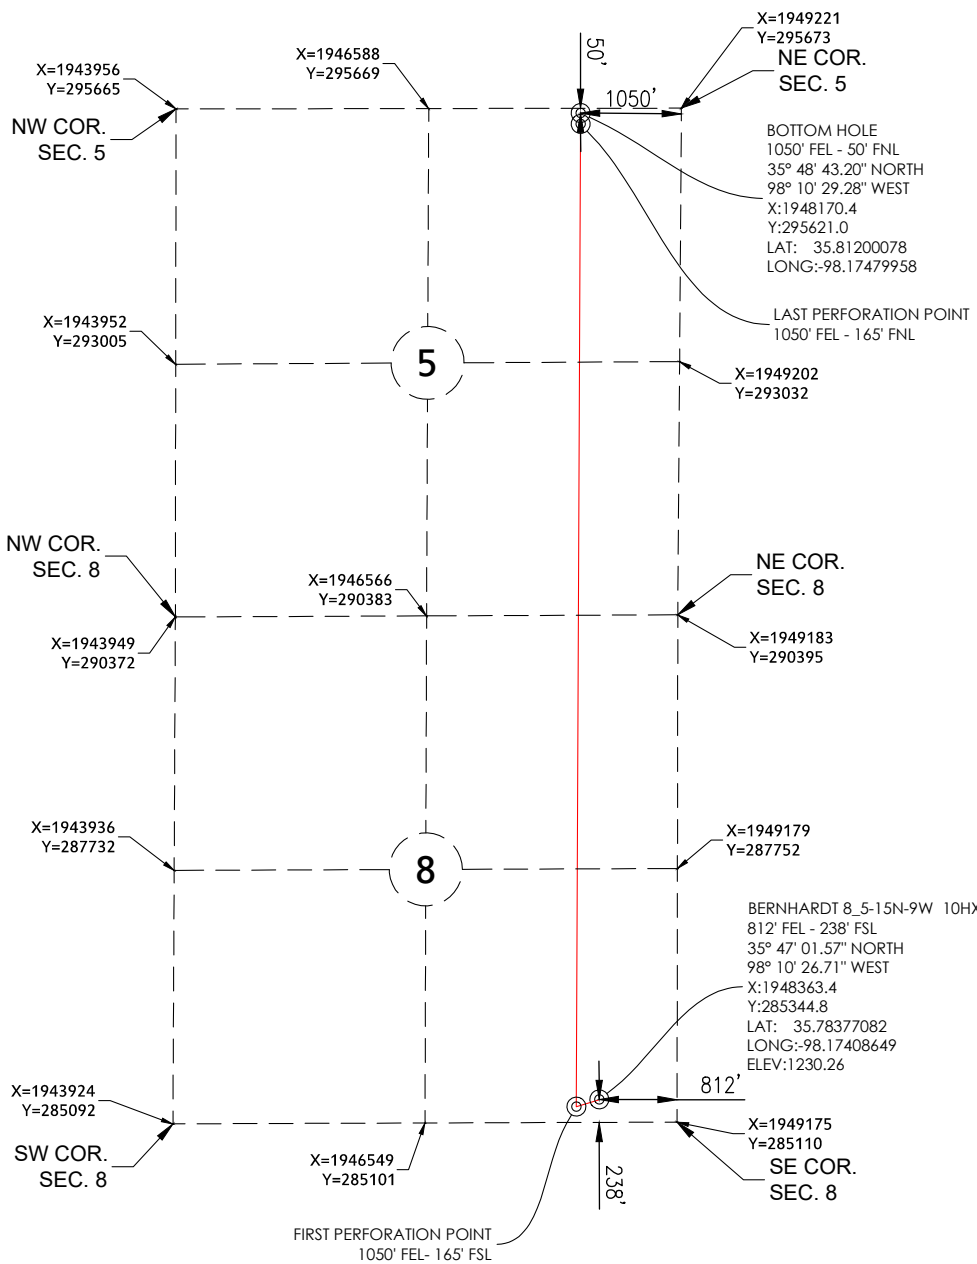 X=1949221
Y=295673
NE COR.
SEC. 5
X=1946588
Y=295669
50'
X=1943956
Y=295665
NW COR.
SEC. 5
1050'
BOTTOM HOLE
1050' FEL - 50' FNL
35° 48' 43.20" NORTH
98° 10' 29.28" WEST
X:1948170.4
Y:295621.0
LAT: 35.81200078
LONG:-98.17479958
LAST PERFORATION POINT
1050' FEL - 165' FNL
X=1943952
Y=293005
5
X=1949202
Y=293032
NW COR.
SEC. 8
X=1946566
Y=290383
NE COR.
SEC. 8
X=1943949
Y=290372
X=1949183
Y=290395
X=1943936
Y=287732
8
X=1949179
Y=287752
BERNHARDT 8_5-15N-9W 10HX
812' FEL - 238' FSL
35° 47' 01.57" NORTH
98° 10' 26.71" WEST
X:1948363.4
Y:285344.8
LAT: 35.78377082
LONG:-98.17408649
ELEV:1230.26
812'
X=1943924
Y=285092
SW COR.
SEC. 8
X=1946549
Y=285101
238'
X=1949175
Y=285110
SE COR.
SEC. 8
FIRST PERFORATION POINT
1050' FEL- 165' FSL